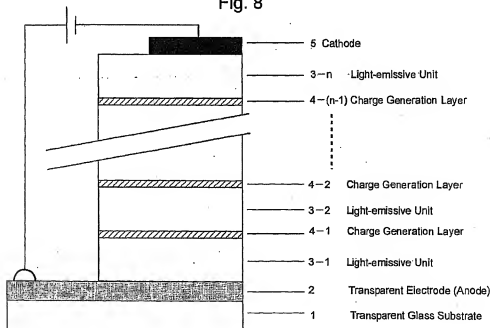 Fig. 8
5 Cathode
3-n Light-emissive Unit
4-(n-1) Charge Generation Layer
4-2 Charge Generation Layer
3-2 Light-emissive Unit
4-1 Charge Generation Layer
3-1 Light-emissive Unit
2 Transparent Electrode (Anode)
1 Transparent Glass Substrate